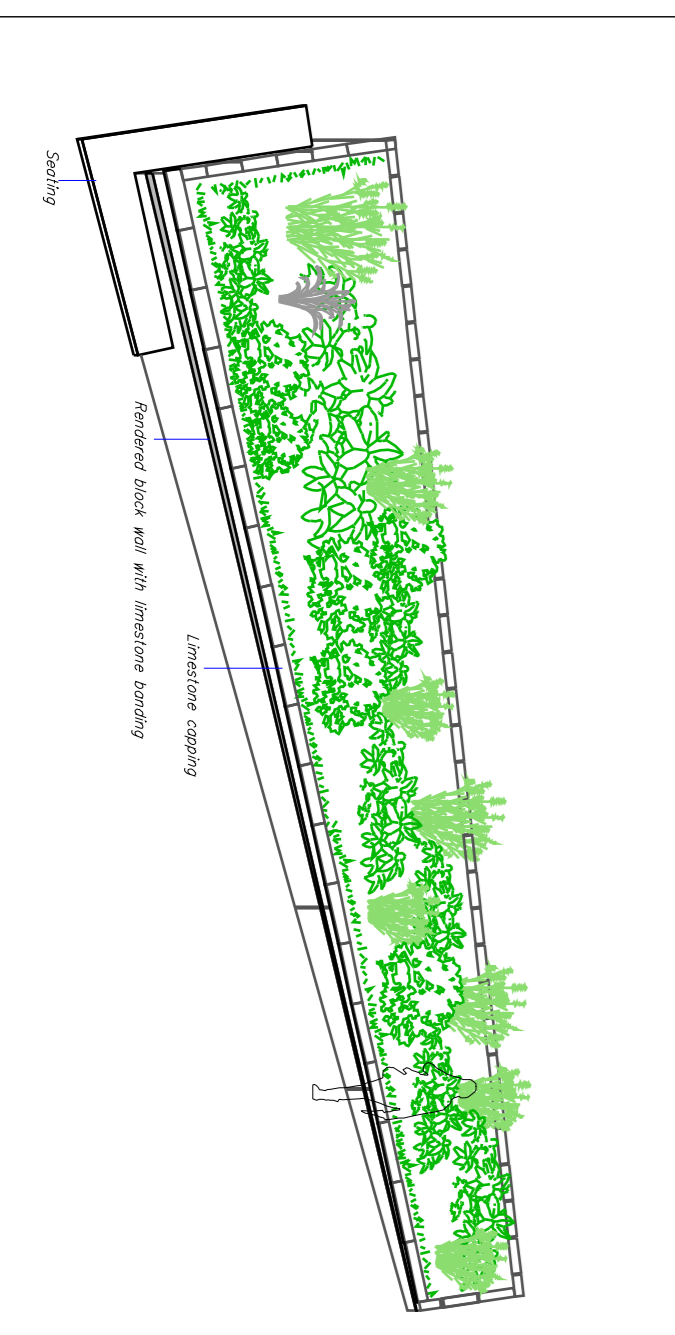 Seating
Rendered block wall with limestone banding
Limestone capping